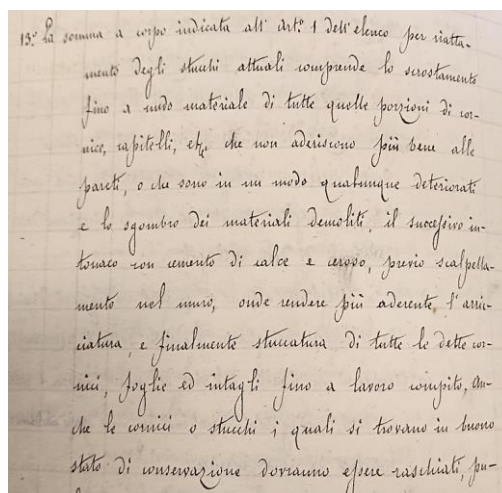 13º La somma a corpo indicata all' artº 1 dell'elenco per riatta-
mento degli stucchi attuali comprende lo scrostamento
fino a nudo materiale di tutte quelle porzioni di cor-
nice, capitelli, etc. che non aderiscono più bene alle
pareti, o che sono in un modo qualunque deteriorati
e lo sgombro dei materiali demoliti, il successivo in-
tonaco con cemento di calce e ceroso, previo scalpella-
mento nel muro, onde rendere più aderente l'arric-
ciatura, e finalmente stuccatura di tutte le dette cor-
nici, foglie ed intagli fino a lavoro compito, An-
che le cornici o stucchi i quali si trovano in buono
stato di conservazione dovranno essere raschiati, pu-